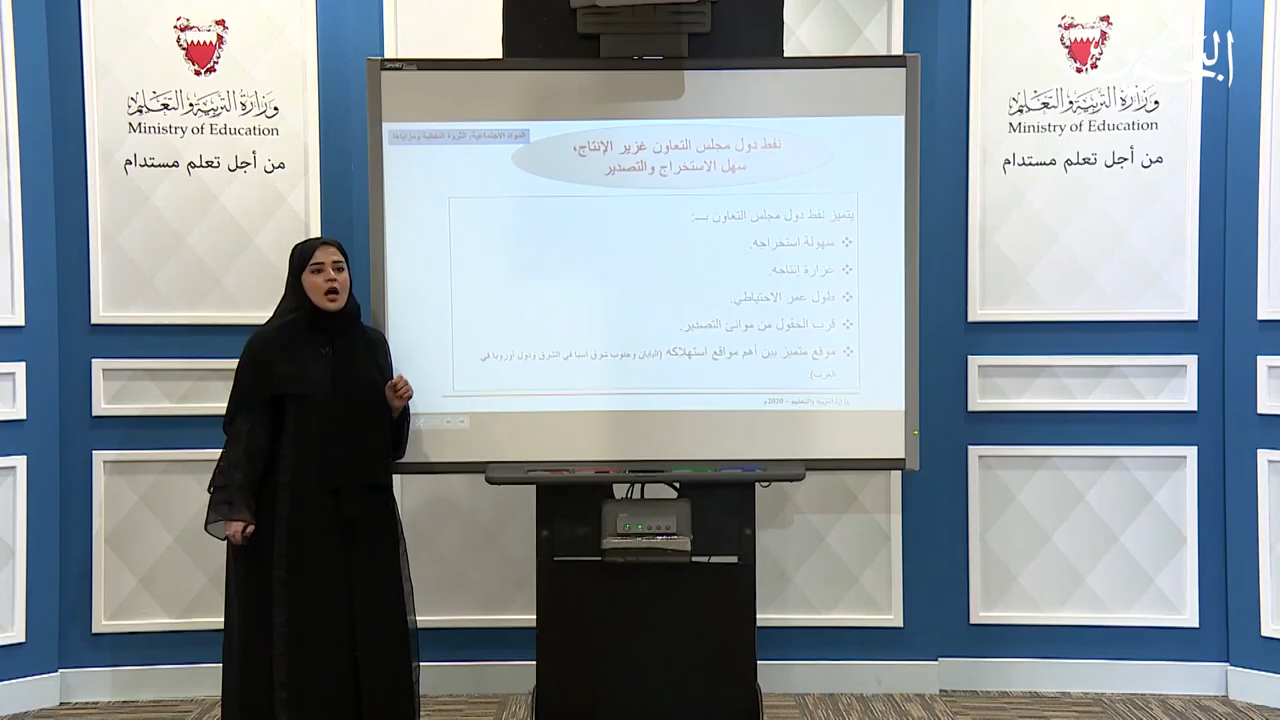 وزارة التربية والتعليم
Ministry of Education
من أجل تعلم مستدام
SMART
المواد الاجتماعية: الثروة النفطية ومزاياها
نفط دول مجلس التعاون غزير الإنتاج،
سهل الاستخراج والتصدير
يتميز نفط دول مجلس التعاون بـــ:
سهولة استخراجه.
غزارة إنتاجه.
طول عمر الاحتياطي.
قرب الحقول من موانئ التصدير.
موقع متميز بين أهم مواقع استهلاكه (اليابان وجنوب شرق آسيا في الشرق ودول أوروبا في
الغرب).
وزارة التربية والتعليم – 2020م
وزارة التربية والتعليم
Ministry of Education
من أجل تعلم مستدام